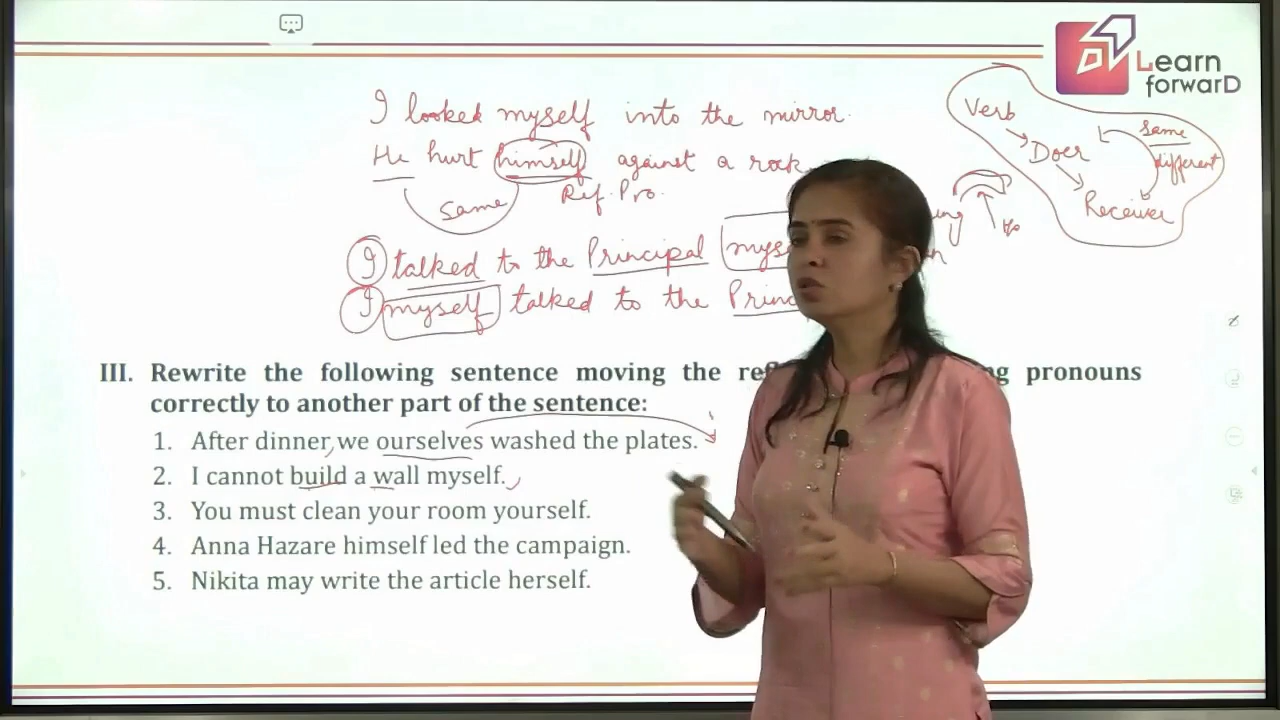 Learn
forwarD
I looked myself into the mirror.
He hurt himself against a rock
same Ref. Pro.
I talked to the Principal
I myself talked to the
Verb
Doer
Receiver
same
different
III. Rewrite the following sentence moving the pronouns
correctly to another part of the sentence:
1. After dinner, we ourselves washed the plates.
2. I cannot build a wall myself.
3. You must clean your room yourself.
4. Anna Hazare himself led the campaign.
5. Nikita may write the article herself.